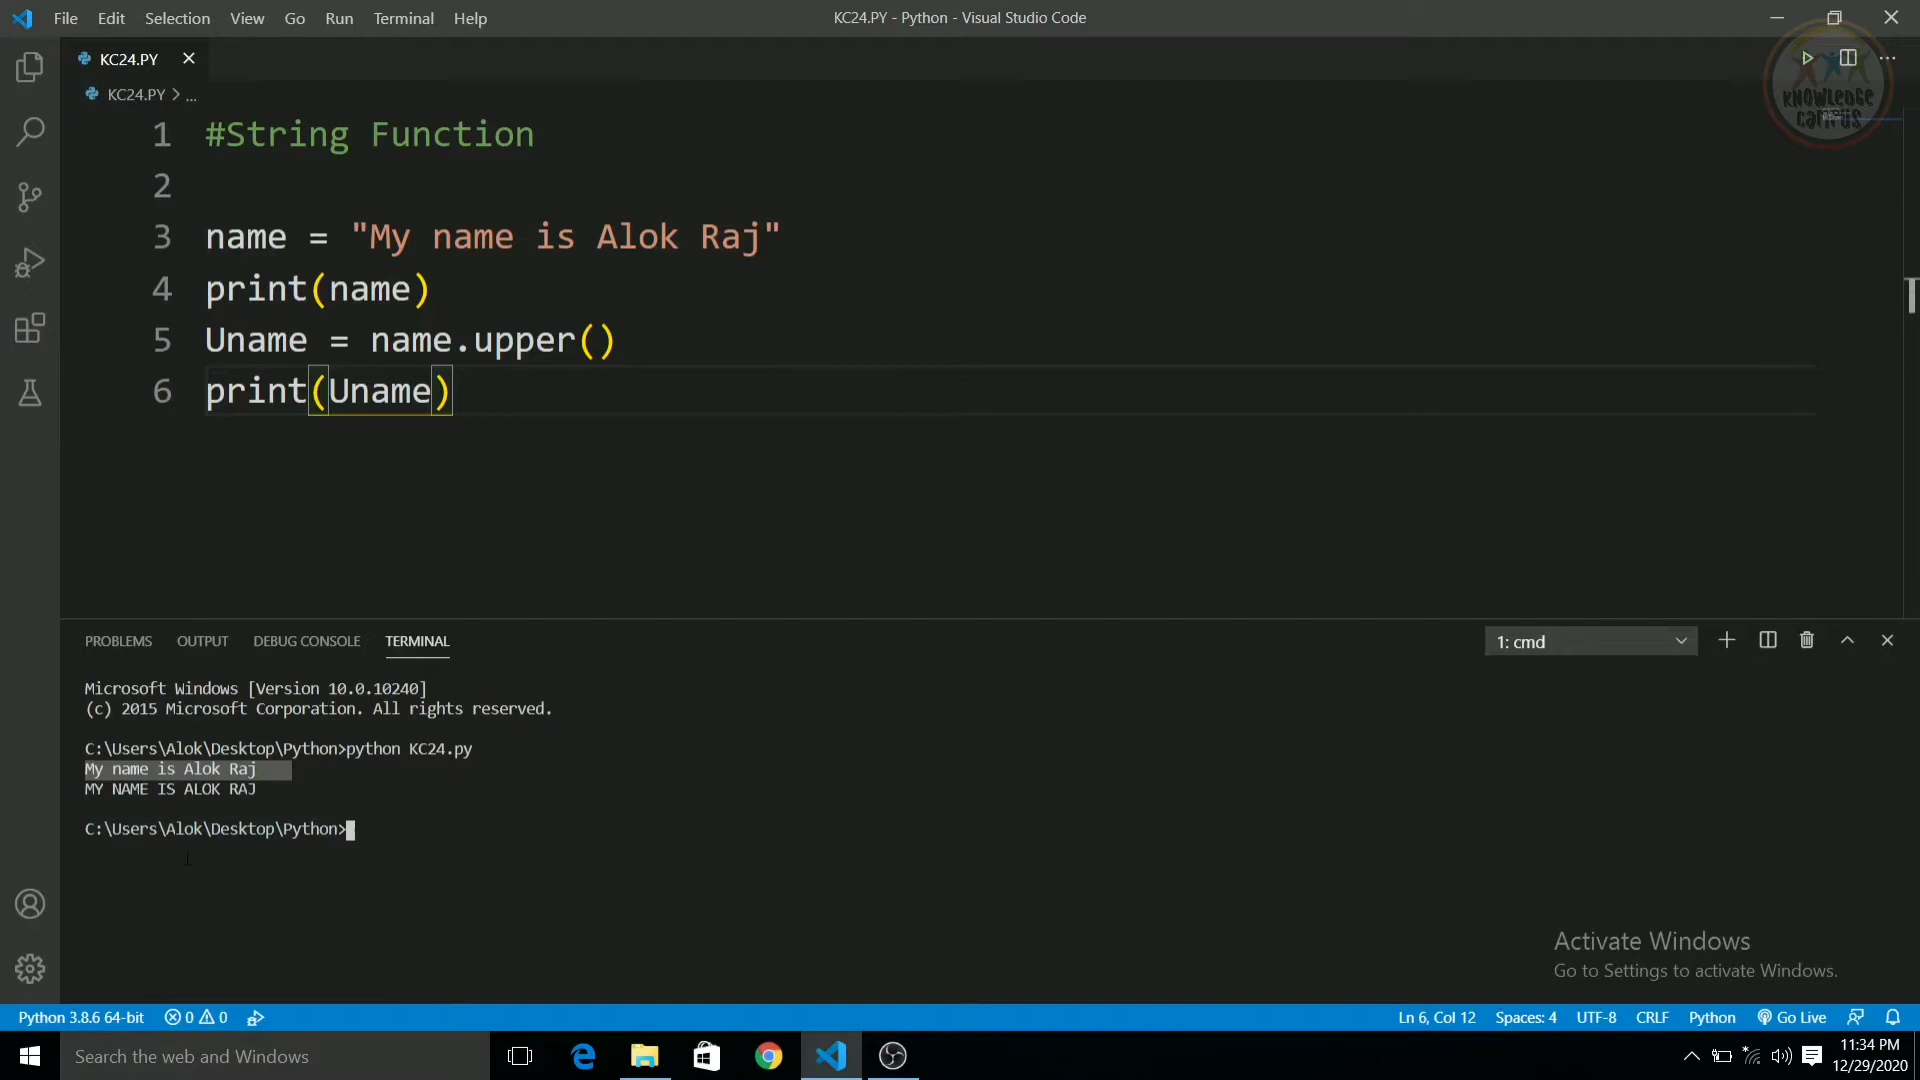 File Edit Selection View Go Run Terminal Help
KC24.PY - Python - Visual Studio Code
KC24.PY
KC24.PY > ...
KNOWLEDGE
CAMPUS
1 #String Function
2
3 name = "My name is Alok Raj"
4 print(name)
5 Uname = name.upper()
6 print(Uname)
PROBLEMS OUTPUT DEBUG CONSOLE TERMINAL
1: cmd
Microsoft Windows [Version 10.0.10240]
(c) 2015 Microsoft Corporation. All rights reserved.
C:\Users\Alok\Desktop\Python>python KC24.py
My name is Alok Raj
MY NAME IS ALOK RAJ
C:\Users\Alok\Desktop\Python>
Activate Windows
Go to Settings to activate Windows.
Python 3.8.6 64-bit 0 0
Ln 6, Col 12 Spaces: 4 UTF-8 CRLF Python Go Live
Search the web and Windows
11:34 PM
12/29/2020